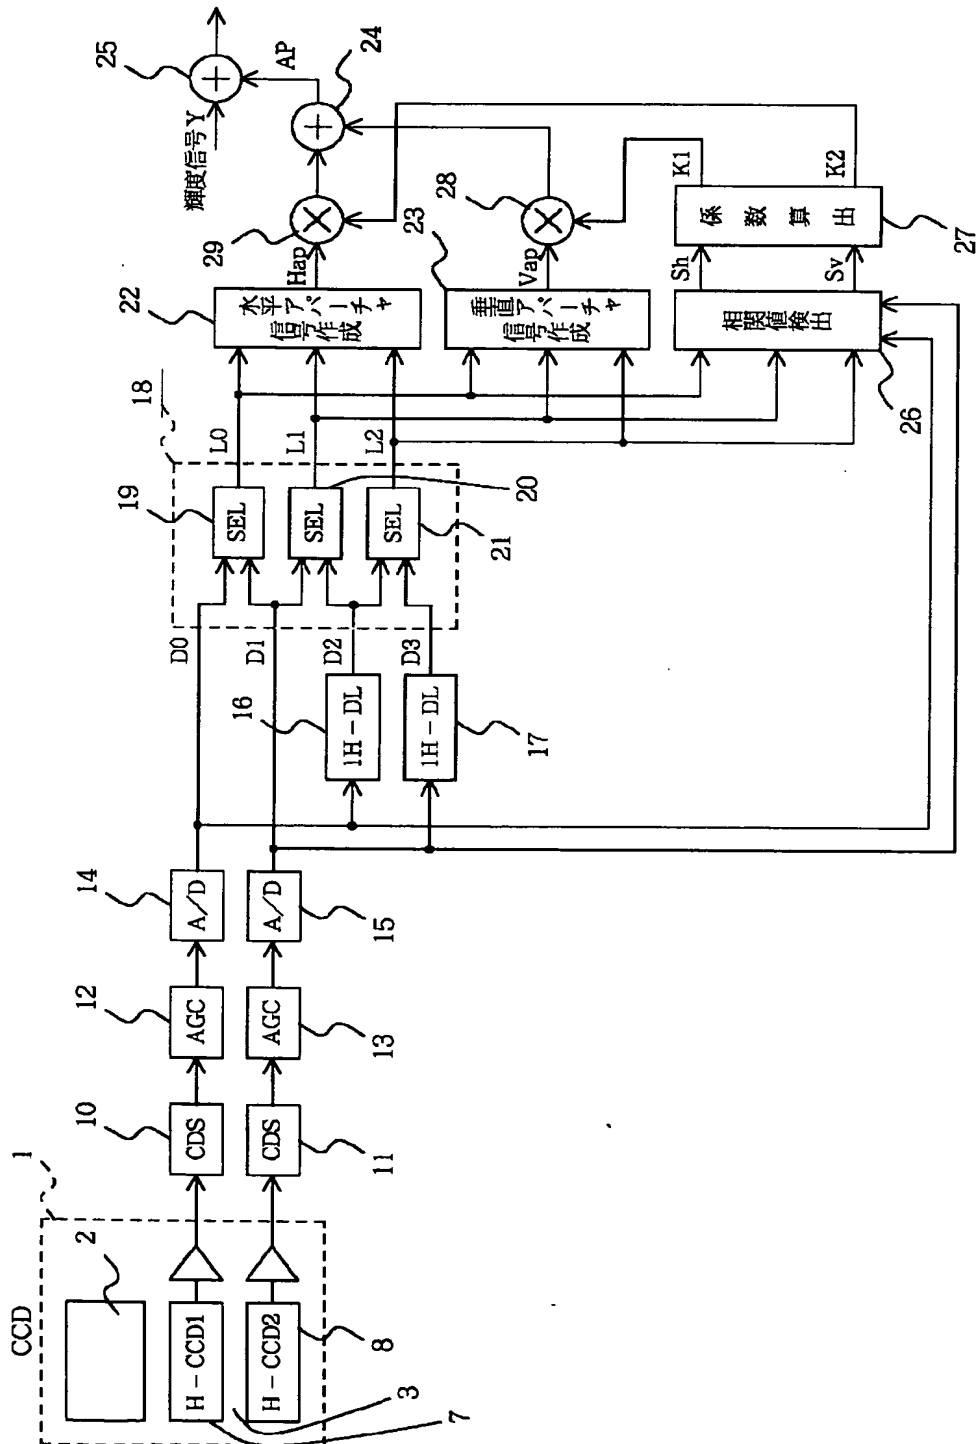 CCD
1
2
H-CCD1
H-CCD2
3
7
8
10
CDS
CDS
11
12
AGC
AGC
13
14
A/D
A/D
15
16
1H-DL
1H-DL
17
D0
D1
D2
D3
18
19
SEL
SEL
SEL
20
21
L0
L1
L2
22
水平アパーチャ
信号作成
23
垂直アパーチャ
信号作成
相関値検出
26
Hap
Vap
Sh
Sv
29
28
係数算出
27
K1
K2
輝度信号Y
25
AP
24